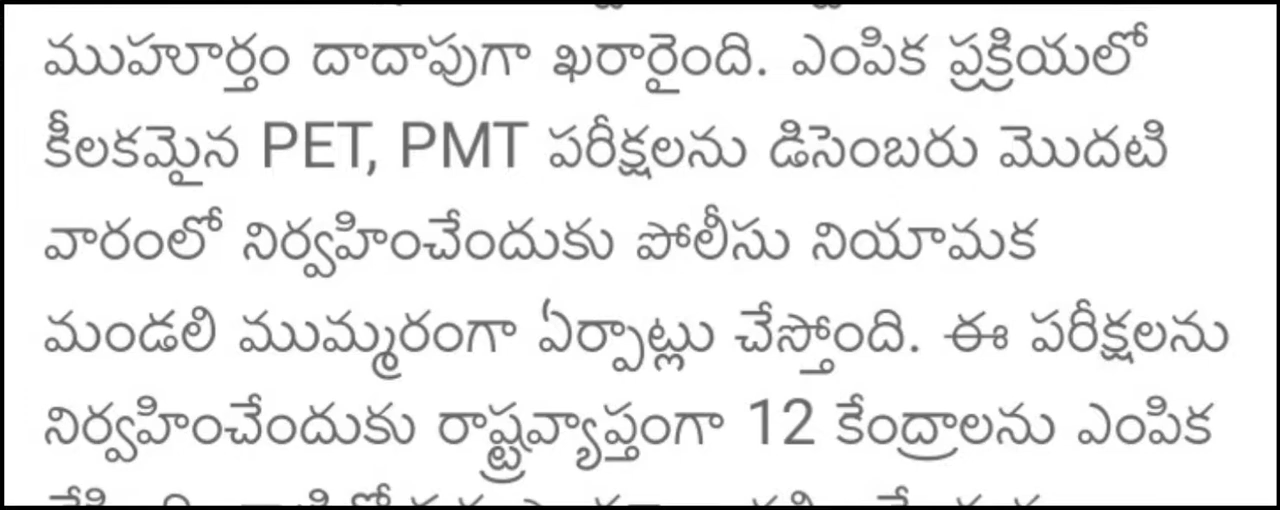 ముహూర్తం దాదాపుగా ఖరారైంది. ఎంపిక ప్రక్రియలో
కీలకమైన PET, PMT పరీక్షలను డిసెంబరు మొదటి
వారంలో నిర్వహించేందుకు పోలీసు నియామక
మండలి ముమ్మరంగా ఏర్పాట్లు చేస్తోంది. ఈ పరీక్షలను
నిర్వహించేందుకు రాష్ట్రవ్యాప్తంగా 12 కేంద్రాలను ఎంపిక